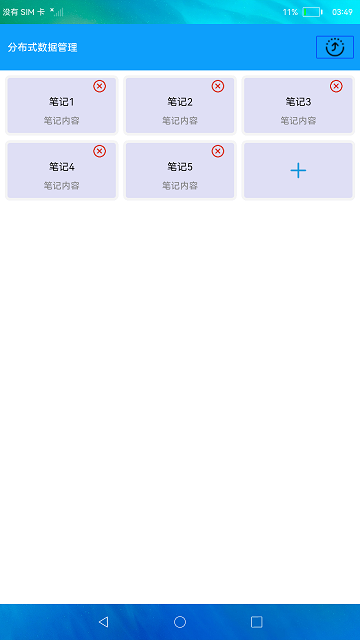 没有 SIM 卡 11% 03:49
分布式数据管理
笔记1 笔记2 笔记3
笔记内容 笔记内容 笔记内容
笔记4 笔记5
笔记内容 笔记内容